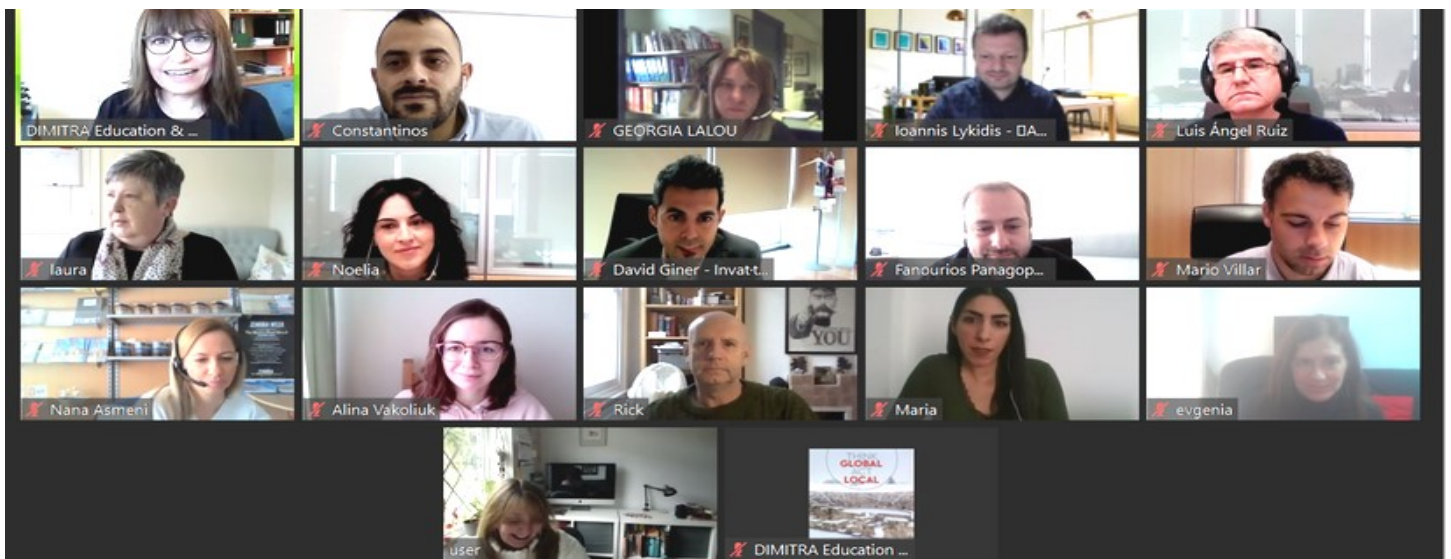 DIMITRA Education & ...
Constantinos
GEORGIA LALOU
Ioannis Lykidis - □A...
Luis Ángel Ruiz
laura
Noelia
David Giner - Invat-t...
Fanourios Panagop...
Mario Villar
YOU
Nana Asmeni
Alina Vakoliuk
Rick
Maria
evgenia
THINK
GLOBAL
ACT
LOCAL
user
DIMITRA Education ...